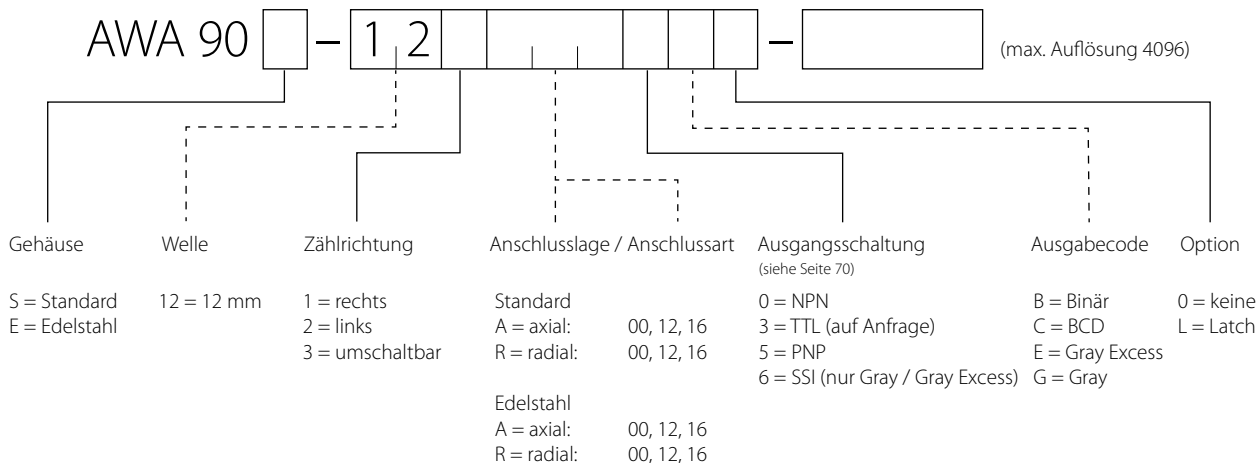 AWA 90 – 1 2 – (max. Auflösung 4096)
Gehäuse Welle Zählrichtung Anschlusslage / Anschlussart Ausgangsschaltung Ausgabecode Option
(siehe Seite 70)
S = Standard 12 = 12 mm 1 = rechts Standard 0 = NPN B = Binär 0 = keine
E = Edelstahl 2 = links A = axial: 00, 12, 16 3 = TTL (auf Anfrage) C = BCD L = Latch
3 = umschaltbar R = radial: 00, 12, 16 5 = PNP E = Gray Excess
6 = SSI (nur Gray / Gray Excess) G = Gray
Edelstahl
A = axial: 00, 12, 16
R = radial: 00, 12, 16